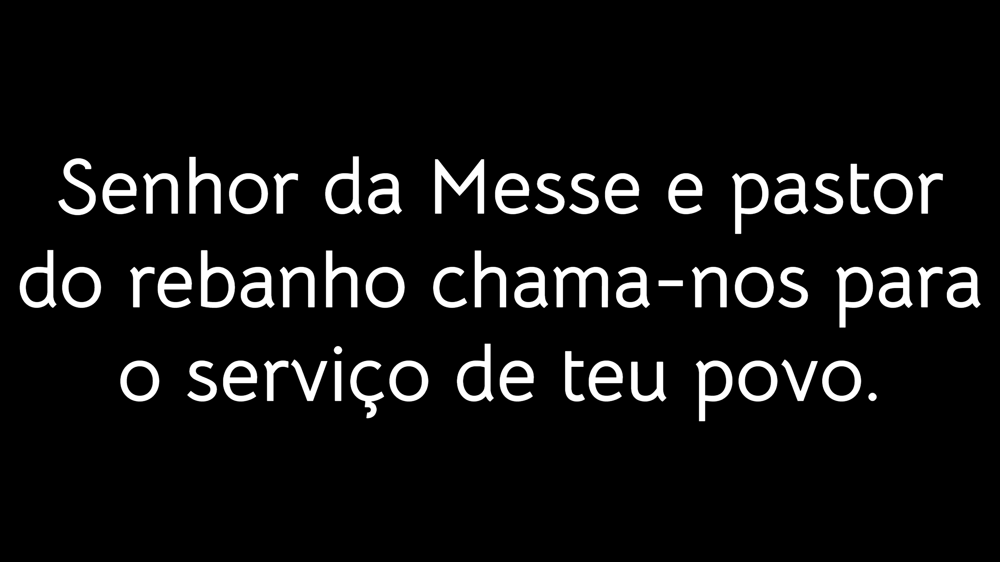 Senhor da Messe e pastor
do rebanho chama-nos para
o serviço de teu povo.